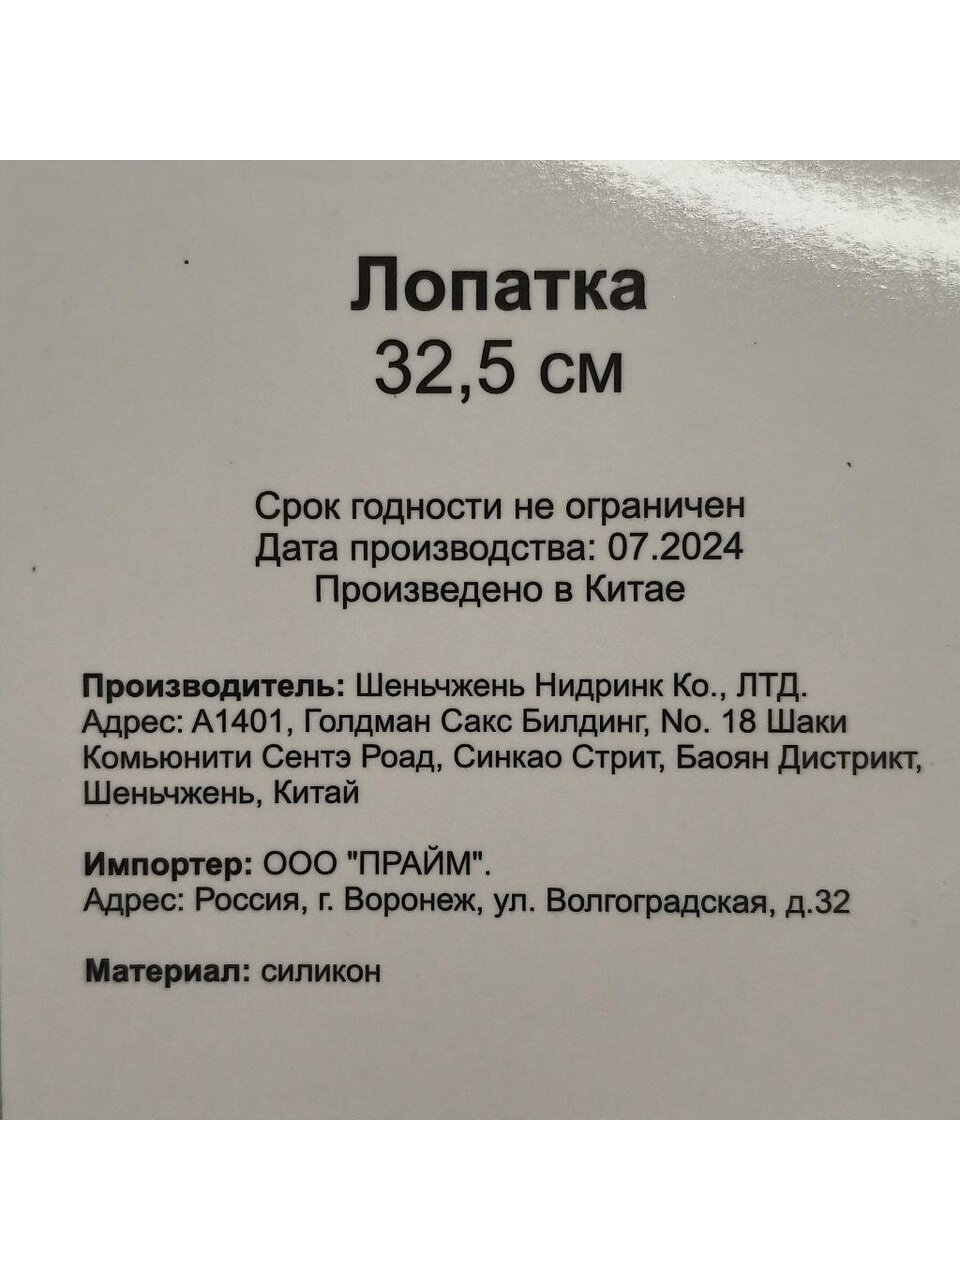 Лопатка
32,5 см
Срок годности не ограничен
Дата производства: 07.2024
Произведено в Китае
Производитель: Шеньчжень Нидринк Ко., ЛТД.
Адрес: А1401, Голдман Сакс Билдинг, No. 18 Шаки
Комьюнити Сентэ Роад, Синкао Стрит, Баоян Дистрикт,
Шеньчжень, Китай
Импортер: ООО "ПРАЙМ".
Адрес: Россия, г. Воронеж, ул. Волгоградская, д.32
Материал: силикон